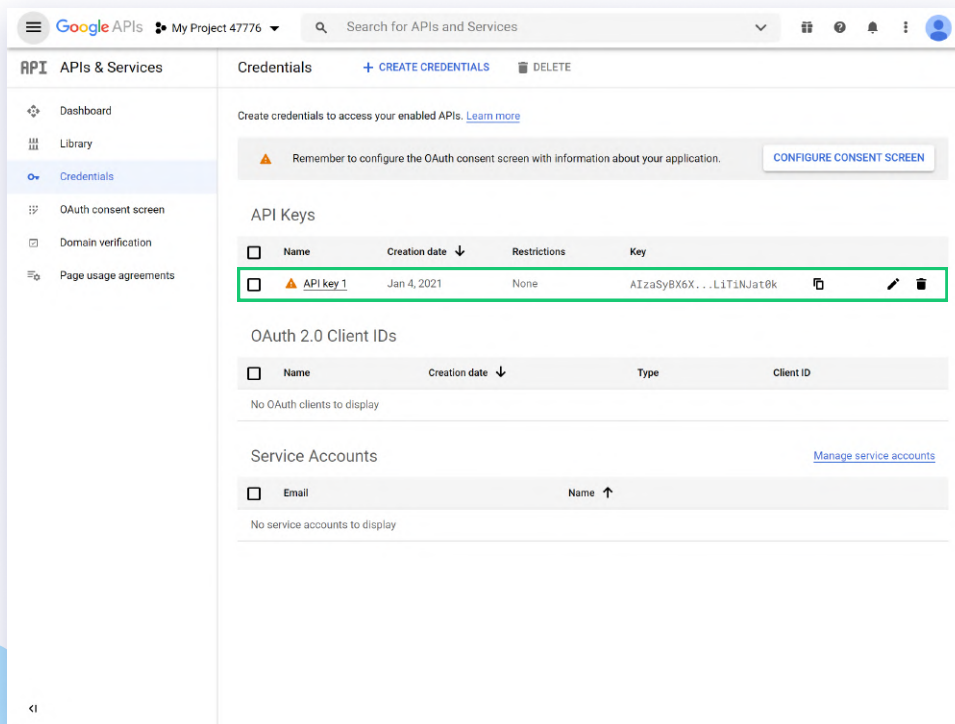 Google APIs My Project 47776 Search for APIs and Services
API APIs & Services
Dashboard
Library
Credentials
OAuth consent screen
Domain verification
Page usage agreements
Credentials + CREATE CREDENTIALS DELETE
Create credentials to access your enabled APIs. Learn more
Remember to configure the OAuth consent screen with information about your application. CONFIGURE CONSENT SCREEN
API Keys
Name Creation date Restrictions Key
API key 1 Jan 4, 2021 None AIzaSyBX6X...LiTiNJat0k
OAuth 2.0 Client IDs
Name Creation date Type Client ID
No OAuth clients to display
Service Accounts Manage service accounts
Email Name
No service accounts to display